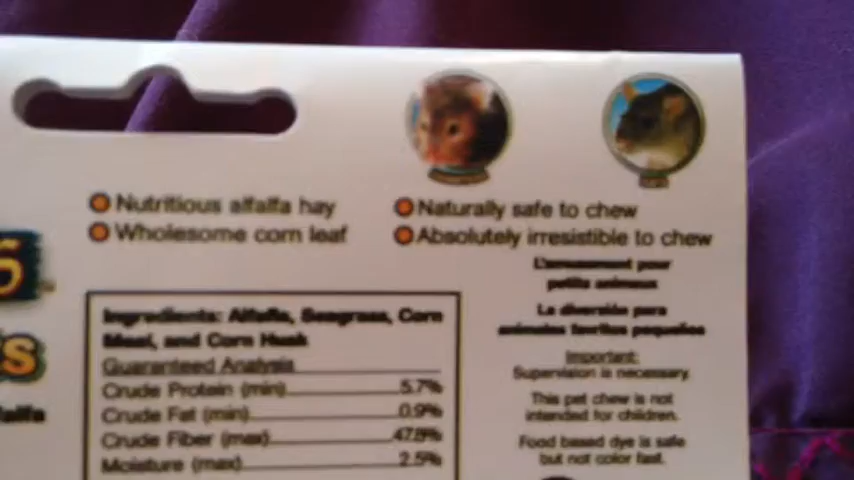 Nutritious alfalfa hay
Wholesome corn leaf
Naturally safe to chew
Absolutely irresistible to chew
L'amusement pour
petits animaux
La diversión para
animales favoritos pequeños
Important:
Supervision is necessary.
This pet chew is not
intended for children.
Food based dye is safe
but not color fast.
Ingredients: Alfalfa, Seagrass, Corn
Meal, and Corn Husk
Guaranteed Analysis
Crude Protein (min) 5.7%
Crude Fat (min) 0.9%
Crude Fiber (max) 47.8%
Moisture (max) 2.5%